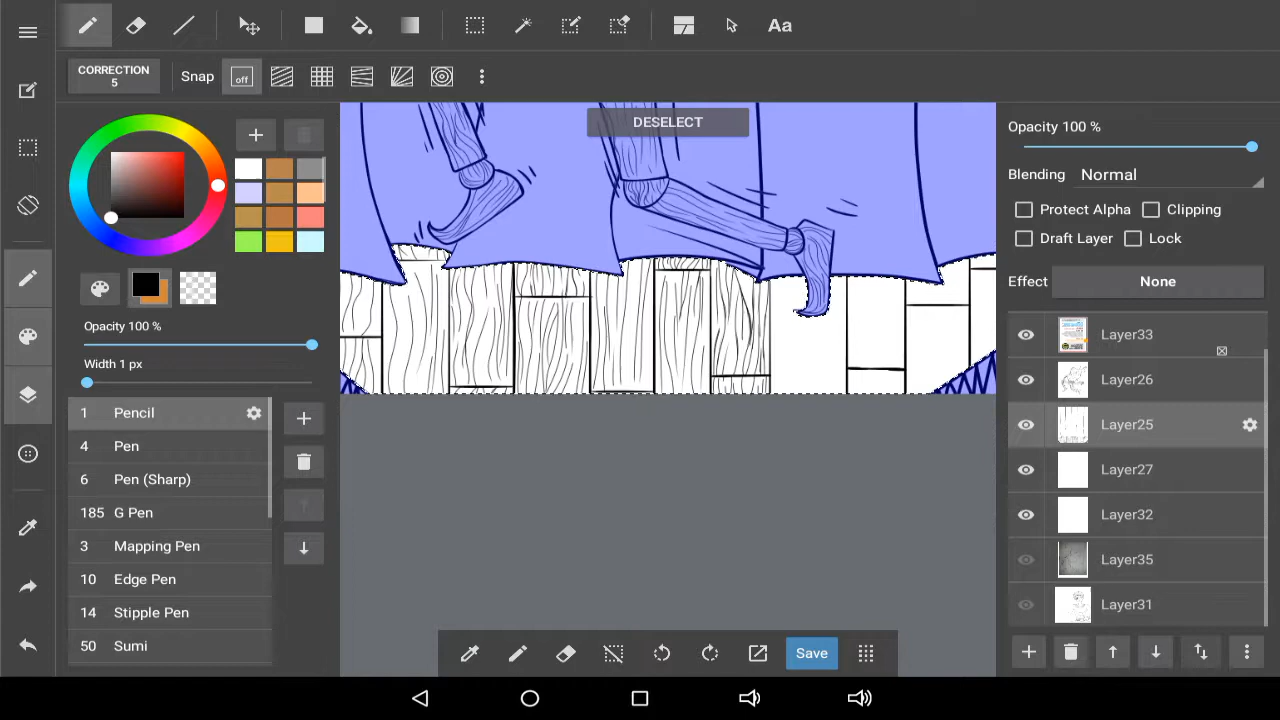 Aa
CORRECTION
5
Snap
off
DESELECT
Opacity 100 %
Width 1 px
1 Pencil
4 Pen
6 Pen (Sharp)
185 G Pen
3 Mapping Pen
10 Edge Pen
14 Stipple Pen
50 Sumi
Save
Opacity 100 %
Blending Normal
Protect Alpha Clipping
Draft Layer Lock
Effect None
Layer33
Layer26
Layer25
Layer27
Layer32
Layer35
Layer31